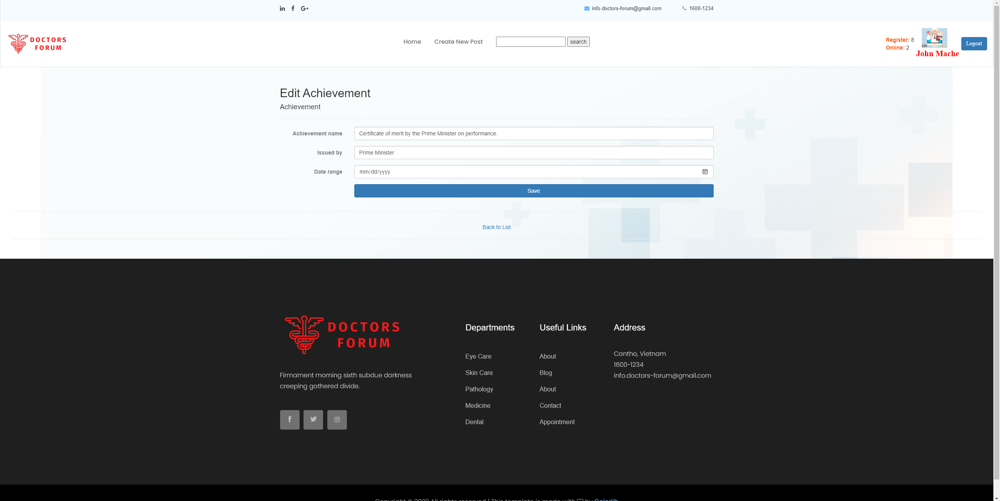 info.doctors-forum@gmail.com 1600-1234
DOCTORS
FORUM
Home Create New Post search
Register: 8
Online: 2
John Mache
Logout
Edit Achievement
Achievement
Achievement name Certificate of merit by the Prime Minister on performance.
Issued by Prime Minister
Date range mm/dd/yyyy
Save
Back to List
DOCTORS
FORUM
Firmament morning sixth subdue darkness
creeping gathered divide.
Departments
Eye Care
Skin Care
Pathology
Medicine
Dental
Useful Links
About
Blog
About
Contact
Appointment
Address
Cantho, Vietnam
1600-1234
info.doctors-forum@gmail.com
All rights reserved | This template is made with by Colorlib